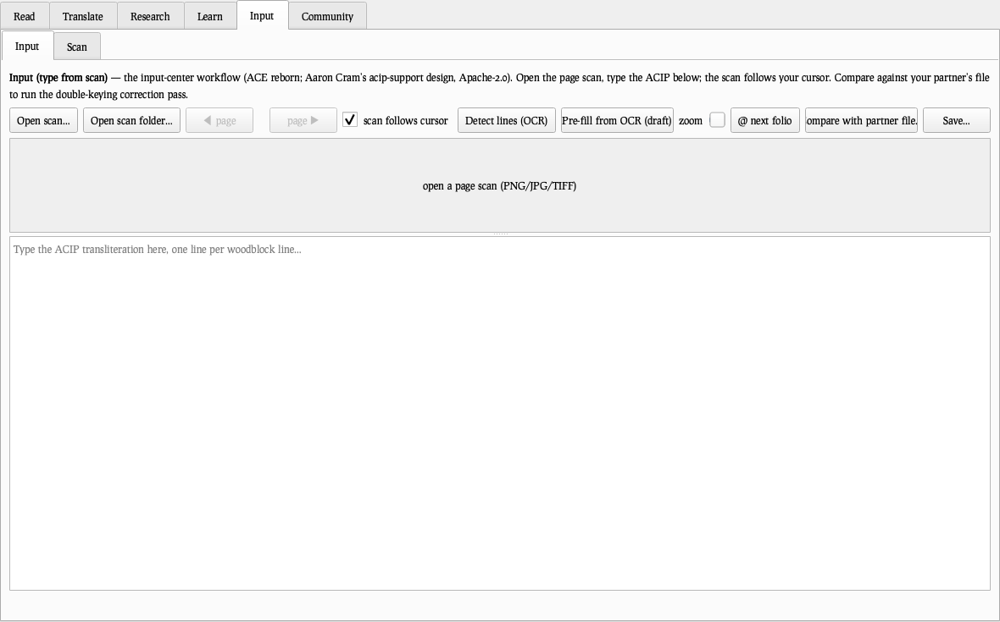 Read Translate Research Learn Input Community
Input Scan
Input (type from scan) — the input-center workflow (ACE reborn; Aaron Cram's acip-support design, Apache-2.0). Open the page scan, type the ACIP below; the scan follows your cursor. Compare against your partner's file
to run the double-keying correction pass.
Open scan... Open scan folder... ◀ page page ▶ scan follows cursor Detect lines (OCR) Pre-fill from OCR (draft) zoom @ next folio ompare with partner file. Save...
open a page scan (PNG/JPG/TIFF)
Type the ACIP transliteration here, one line per woodblock line...